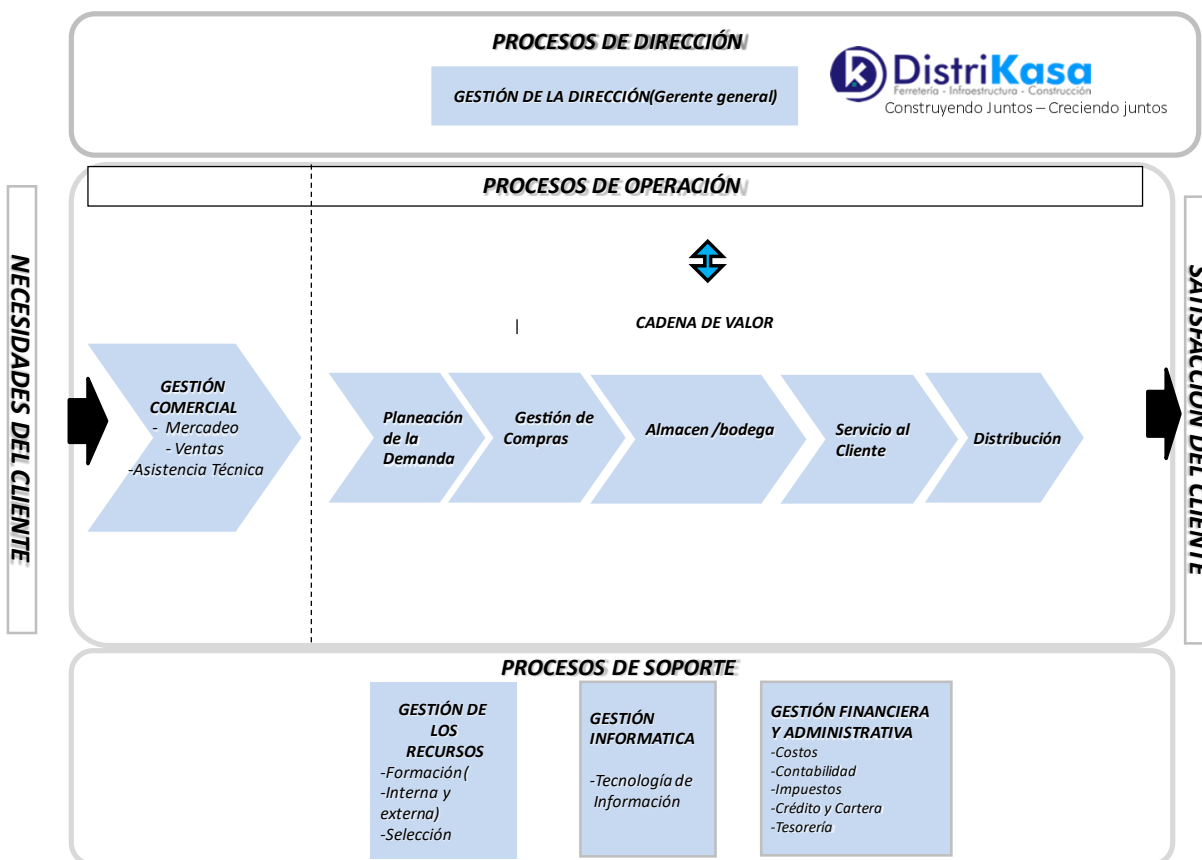 PROCESOS DE DIRECCIÓN
GESTIÓN DE LA DIRECCIÓN(Gerente general)
DistriKasa
Ferretería - Infraestructura - Construcción
Construyendo Juntos – Creciendo juntos
NECESIDADES DEL CLIENTE
PROCESOS DE OPERACIÓN
CADENA DE VALOR
GESTIÓN
COMERCIAL
- Mercadeo
- Ventas
-Asistencia Técnica
Planeación
de la
Demanda
Gestión de
Compras
Almacen /bodega
Servicio al
Cliente
Distribución
SATISFACCIÓN DEL CLIENTE
PROCESOS DE SOPORTE
GESTIÓN DE
LOS
RECURSOS
-Formación(
-Interna y
externa)
-Selección
GESTIÓN
INFORMATICA
-Tecnología de
Información
GESTIÓN FINANCIERA
Y ADMINISTRATIVA
-Costos
-Contabilidad
-Impuestos
-Crédito y Cartera
-Tesorería